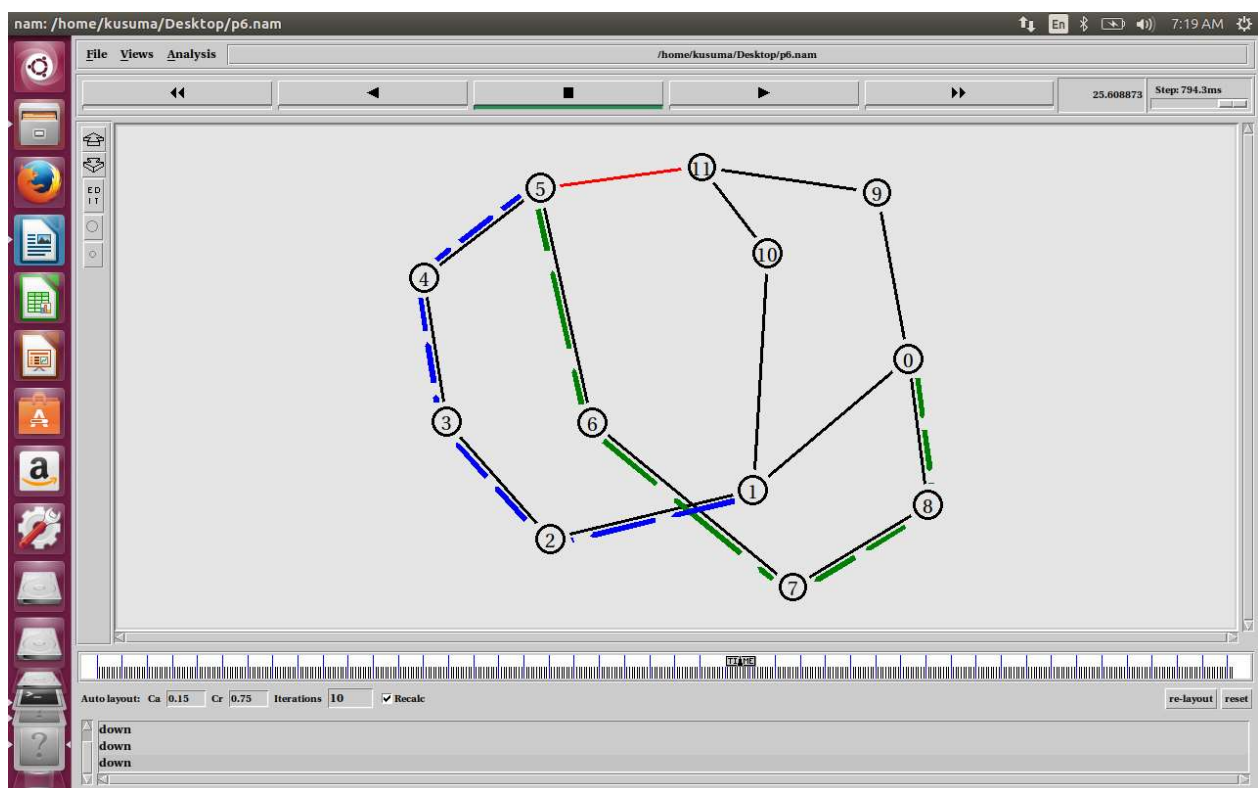 nam: /home/kusuma/Desktop/p6.nam
En
7:19 AM
File Views Analysis
/home/kusuma/Desktop/p6.nam
25.608873
Step: 794.3ms
ED
IT
11
5
9
10
4
0
3
6
1
8
2
7
TIME
Auto layout: Ca 0.15 Cr 0.75 Iterations 10 Recalc
re-layout reset
down
down
down